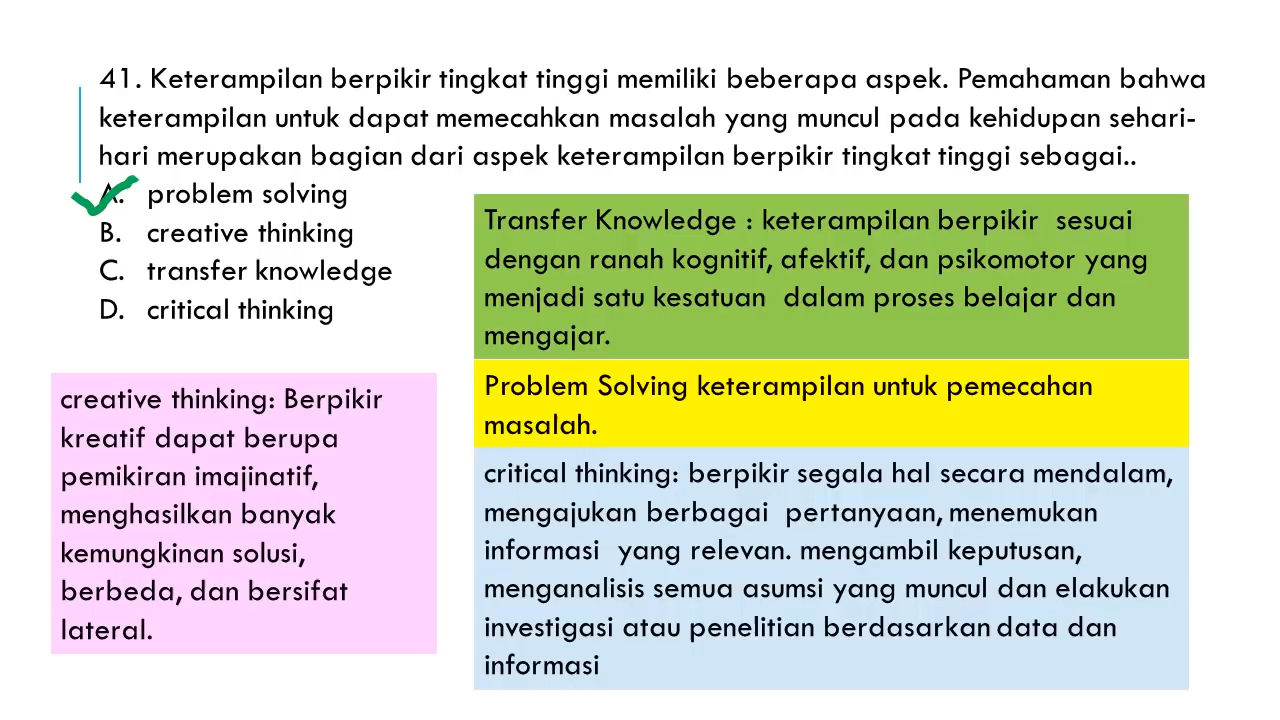 41. Keterampilan berpikir tingkat tinggi memiliki beberapa aspek. Pemahaman bahwa
keterampilan untuk dapat memecahkan masalah yang muncul pada kehidupan sehari-
hari merupakan bagian dari aspek keterampilan berpikir tingkat tinggi sebagai..
A. problem solving
B. creative thinking
C. transfer knowledge
D. critical thinking
Transfer Knowledge : keterampilan berpikir sesuai
dengan ranah kognitif, afektif, dan psikomotor yang
menjadi satu kesatuan dalam proses belajar dan
mengajar.
Problem Solving keterampilan untuk pemecahan
masalah.
critical thinking: berpikir segala hal secara mendalam,
mengajukan berbagai pertanyaan, menemukan
informasi yang relevan. mengambil keputusan,
menganalisis semua asumsi yang muncul dan elakukan
investigasi atau penelitian berdasarkan data dan
informasi
creative thinking: Berpikir
kreatif dapat berupa
pemikiran imajinatif,
menghasilkan banyak
kemungkinan solusi,
berbeda, dan bersifat
lateral.